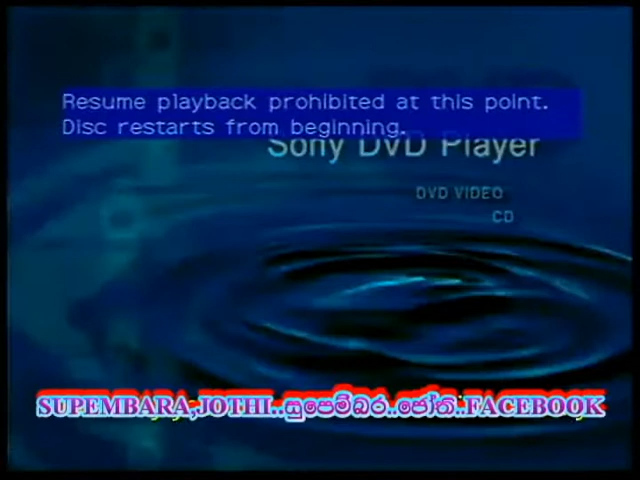 Resume playback prohibited at this point.
Disc restarts from beginning.
Sony DVD Player
DVD VIDEO
CD
SUPEMBARA,JOTHI..සුපෙම්බර..ජෝති..FACEBOOK